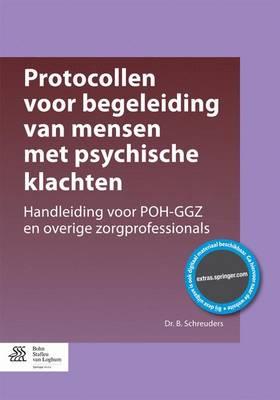 Protocollen
voor begeleiding
van mensen
met psychische
klachten
Handleiding voor POH-GGZ
en overige zorgprofessionals
extras.springer.com
Dr. B. Schreuders
Bohn
Stafleu
van Loghum